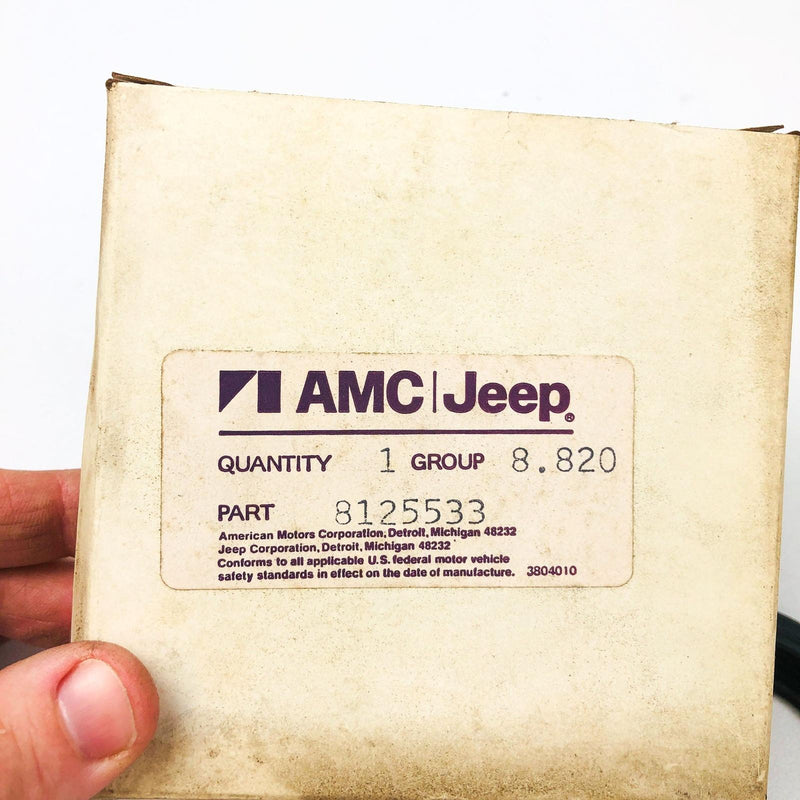 AMC|Jeep®
QUANTITY 1 GROUP 8.820
PART 8125533
American Motors Corporation, Detroit, Michigan 48232
Jeep Corporation, Detroit, Michigan 48232
Conforms to all applicable U.S. federal motor vehicle
safety standards in effect on the date of manufacture. 3804010